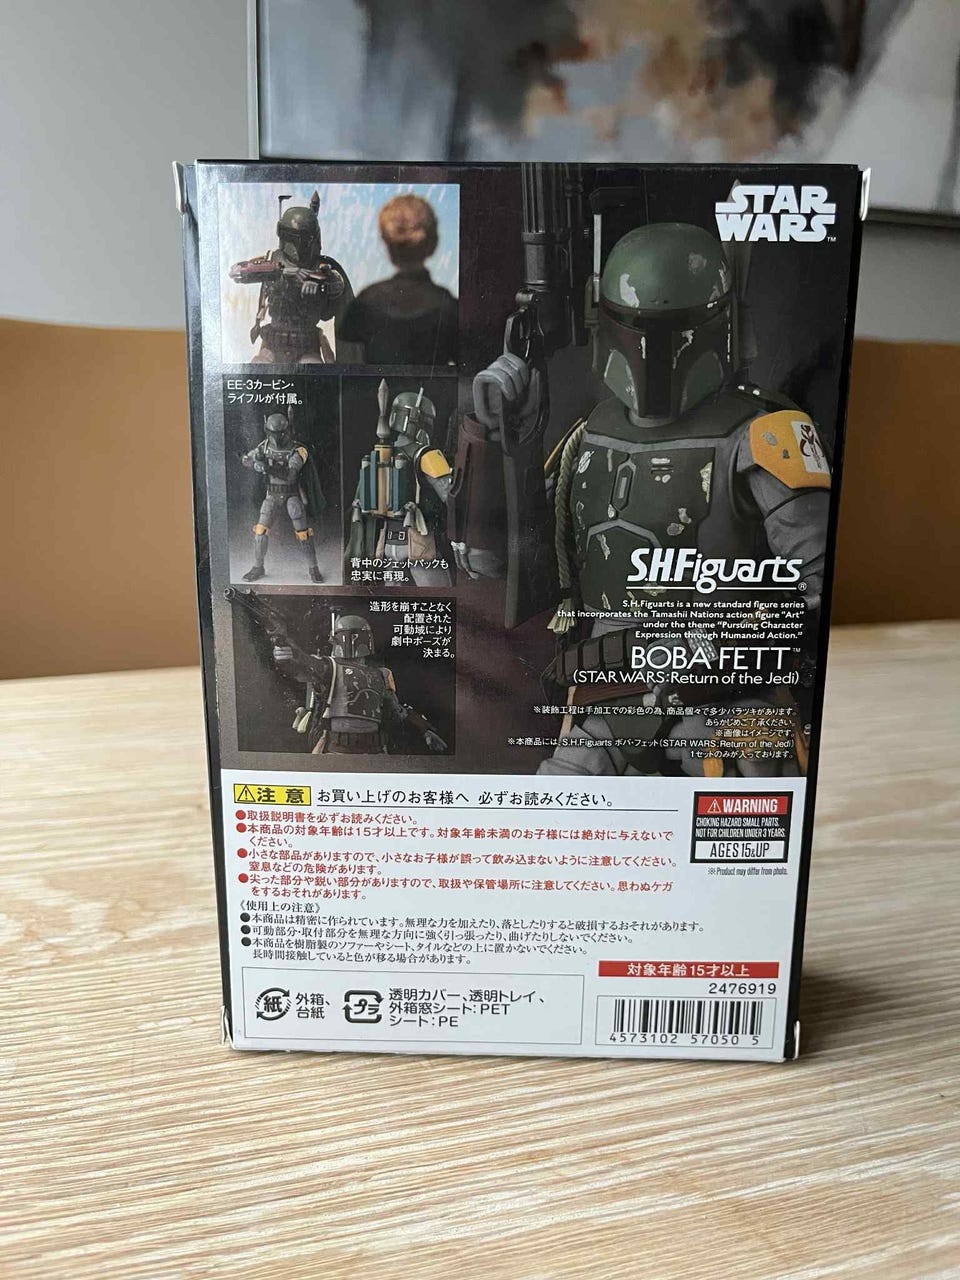 STAR
WARS™
EE-3カービン・
ライフルが付属。
背中のジェットパックも
忠実に再現。
造形を崩すことなく
配置された
可動域により
劇中ポーズが
決まる。
S.H.Figuarts®
S.H.Figuarts is a new standard figure series
that incorporates the Tamashii Nations action figure "Art"
under the theme "Pursuing Character
Expression through Humanoid Action."
BOBA FETT™
(STAR WARS:Return of the Jedi)
※装飾工程は手加工での彩色の為、商品個々で多少バラツキがあります。
あらかじめご了承ください。
※画像はイメージです。
※本商品には、S.H.Figuarts ボバ・フェット(STAR WARS:Return of the Jedi)
1セットのみが入っております。
⚠注意 お買い上げのお客様へ 必ずお読みください。
●取扱説明書を必ずお読みください。
●本商品の対象年齢は15才以上です。対象年齢未満のお子様には絶対に与えないで
ください。
●小さな部品がありますので、小さなお子様が誤って飲み込まないように注意してください。
窒息などの危険があります。
●尖った部分や鋭い部分がありますので、取扱や保管場所に注意してください。思わぬケガ
をするおそれがあります。
《使用上の注意》
●本商品は精密に作られています。無理な力を加えたり、落としたりすると破損するおそれがあります。
●可動部分・取付部分を無理な方向に強く引っ張ったり、曲げたりしないでください。
●本商品を樹脂製のソファーやシート、タイルなどの上に置かないでください。
長時間接触していると色が移る場合があります。
⚠WARNING
CHOKING HAZARD SMALL PARTS.
NOT FOR CHILDREN UNDER 3 YEARS.
AGES 15&UP
※Product may differ from photo.
紙
外箱、
台紙
プラ
透明カバー、透明トレイ、
外箱窓シート:PET
シート:PE
対象年齢15才以上
2476919
4573102 57050 5